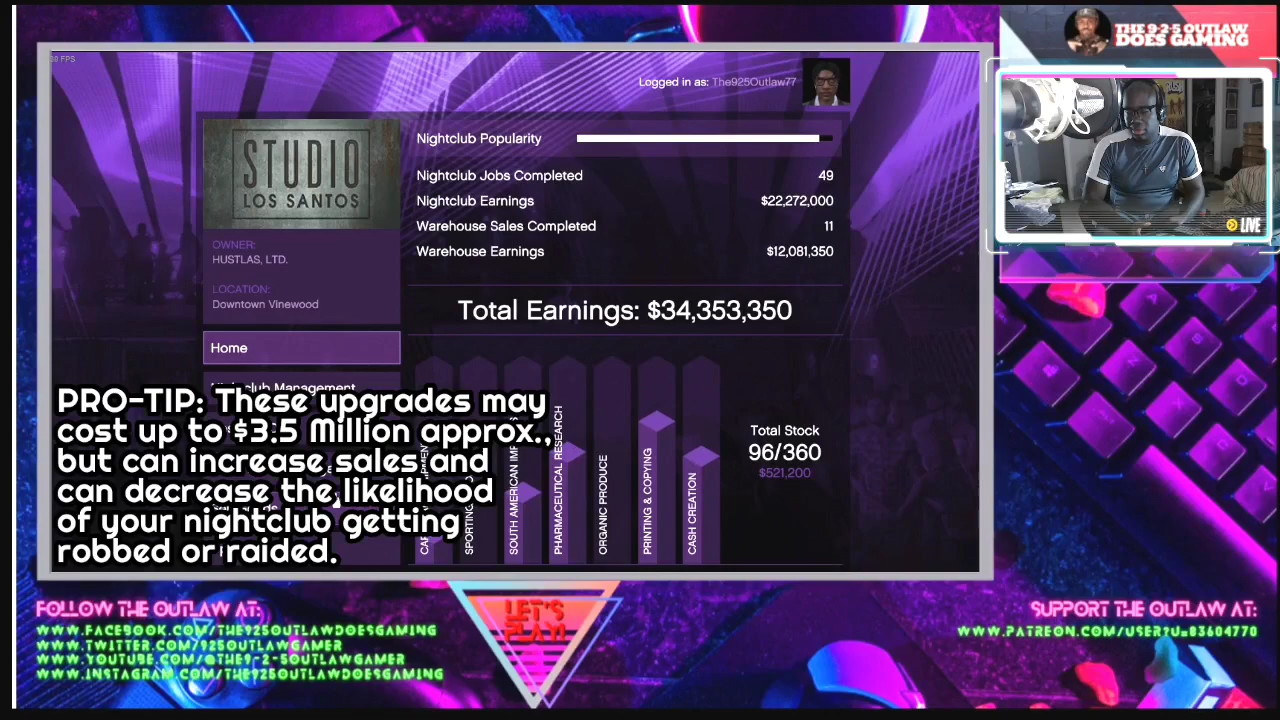 THE 9-2-5 OUTLAW
DOES GAMING
LIVE
30 FPS
Logged in as: The925Outlaw77
STUDIO
LOS SANTOS
OWNER:
HUSTLAS, LTD.
LOCATION:
Downtown Vinewood
Home
Nightclub Management
Nightclub Popularity
Nightclub Jobs Completed 49
Nightclub Earnings $22,272,000
Warehouse Sales Completed 11
Warehouse Earnings $12,081,350
Total Earnings: $34,353,350
SPORTING
SOUTH AMERICAN IMP
PHARMACEUTICAL RESEARCH
ORGANIC PRODUCE
PRINTING & COPYING
CASH CREATION
Total Stock
96/360
$521,200
PRO-TIP: These upgrades may
cost up to $3.5 Million approx.,
but can increase sales and
can decrease the likelihood
of your nightclub getting
robbed or raided.
LET'S
PLAY!
FOLLOW THE OUTLAW AT:
WWW.FACEBOOK.COM/THE925OUTLAWDOESGAMING
WWW.TWITTER.COM/925OUTLAWGAMER
WWW.YOUTUBE.COM/@THE9-2-5OUTLAWGAMER
WWW.INSTAGRAM.COM/THE925OUTLAWDOESGAMING
SUPPORT THE OUTLAW AT:
WWW.PATREON.COM/USER?U=83604770